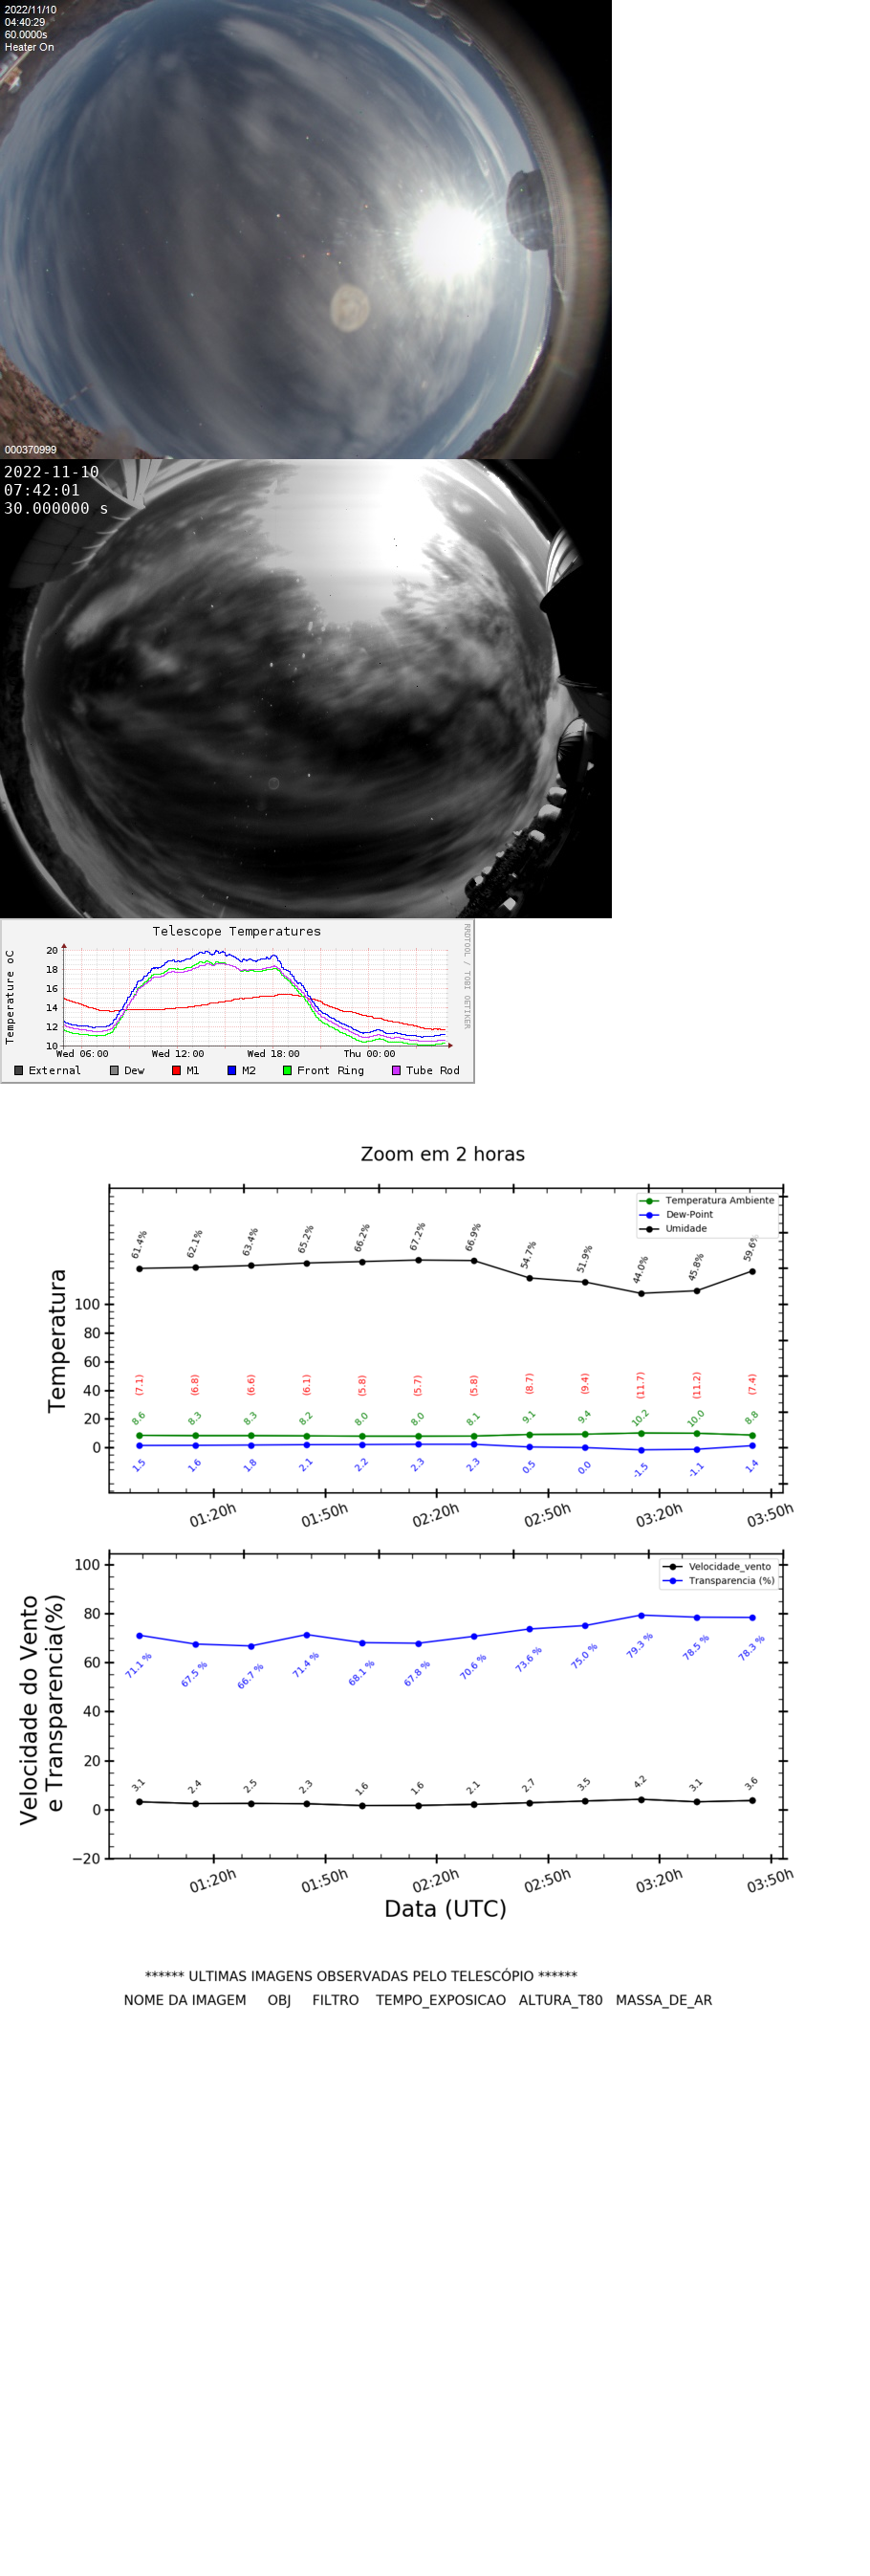 2022/11/10
04:40:29
60.0000s
Heater On
000370999
2022-11-10
07:42:01
30.000000 s
Telescope Temperatures
RRDTOOL / TOBI OETIKER
Temperature oC
20
18
16
14
12
10
Wed 06:00 Wed 12:00 Wed 18:00 Thu 00:00
External Dew M1 M2 Front Ring Tube Rod
Zoom em 2 horas
Temperatura Ambiente
Dew-Point
Umidade
61.4% 62.1% 63.4% 65.2% 66.2% 67.2% 66.9% 54.7% 51.9% 44.0% 45.8% 59.6%
Temperatura
100
80
60
40
20
0
(7.1) (6.8) (6.6) (6.1) (5.8) (5.7) (5.8) (8.7) (9.4) (11.7) (11.2) (7.4)
8.6 8.3 8.3 8.2 8.0 8.0 8.1 9.1 9.4 10.2 10.0 8.8
1.5 1.6 1.8 2.1 2.2 2.3 2.3 0.5 0.0 -1.5 -1.1 1.4
01:20h 01:50h 02:20h 02:50h 03:20h 03:50h
Velocidade_vento
Transparencia (%)
Velocidade do Vento
e Transparencia(%)
100
80
60
40
20
0
−20
71.1 % 67.5 % 66.7 % 71.4 % 68.1 % 67.8 % 70.6 % 73.6 % 75.0 % 79.3 % 78.5 % 78.3 %
3.1 2.4 2.5 2.3 1.6 1.6 2.1 2.7 3.5 4.2 3.1 3.6
01:20h 01:50h 02:20h 02:50h 03:20h 03:50h
Data (UTC)
****** ULTIMAS IMAGENS OBSERVADAS PELO TELESCÓPIO ******
NOME DA IMAGEM OBJ FILTRO TEMPO_EXPOSICAO ALTURA_T80 MASSA_DE_AR